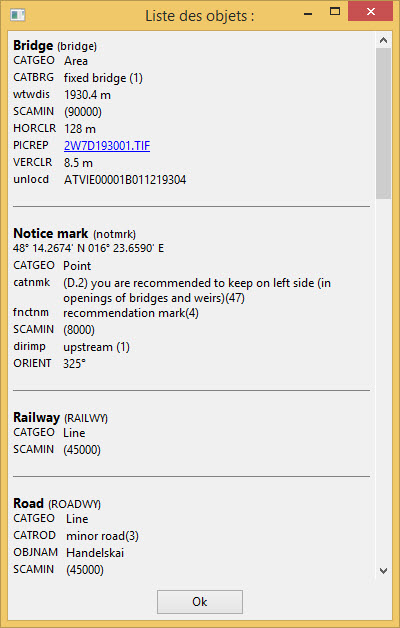 Liste des objets :
Bridge (bridge)
CATGEO Area
CATBRG fixed bridge (1)
wtwdis 1930.4 m
SCAMIN (90000)
HORCLR 128 m
PICREP 2W7D193001.TIF
VERCLR 8.5 m
unlocd ATVIE00001B011219304
Notice mark (notmrk)
48° 14.2674' N 016° 23.6590' E
CATGEO Point
catnmk (D.2) you are recommended to keep on left side (in
openings of bridges and weirs)(47)
fnctnm recommendation mark(4)
SCAMIN (8000)
dirimp upstream (1)
ORIENT 325°
Railway (RAILWY)
CATGEO Line
SCAMIN (45000)
Road (ROADWY)
CATGEO Line
CATROD minor road(3)
OBJNAM Handelskai
SCAMIN (45000)
Ok